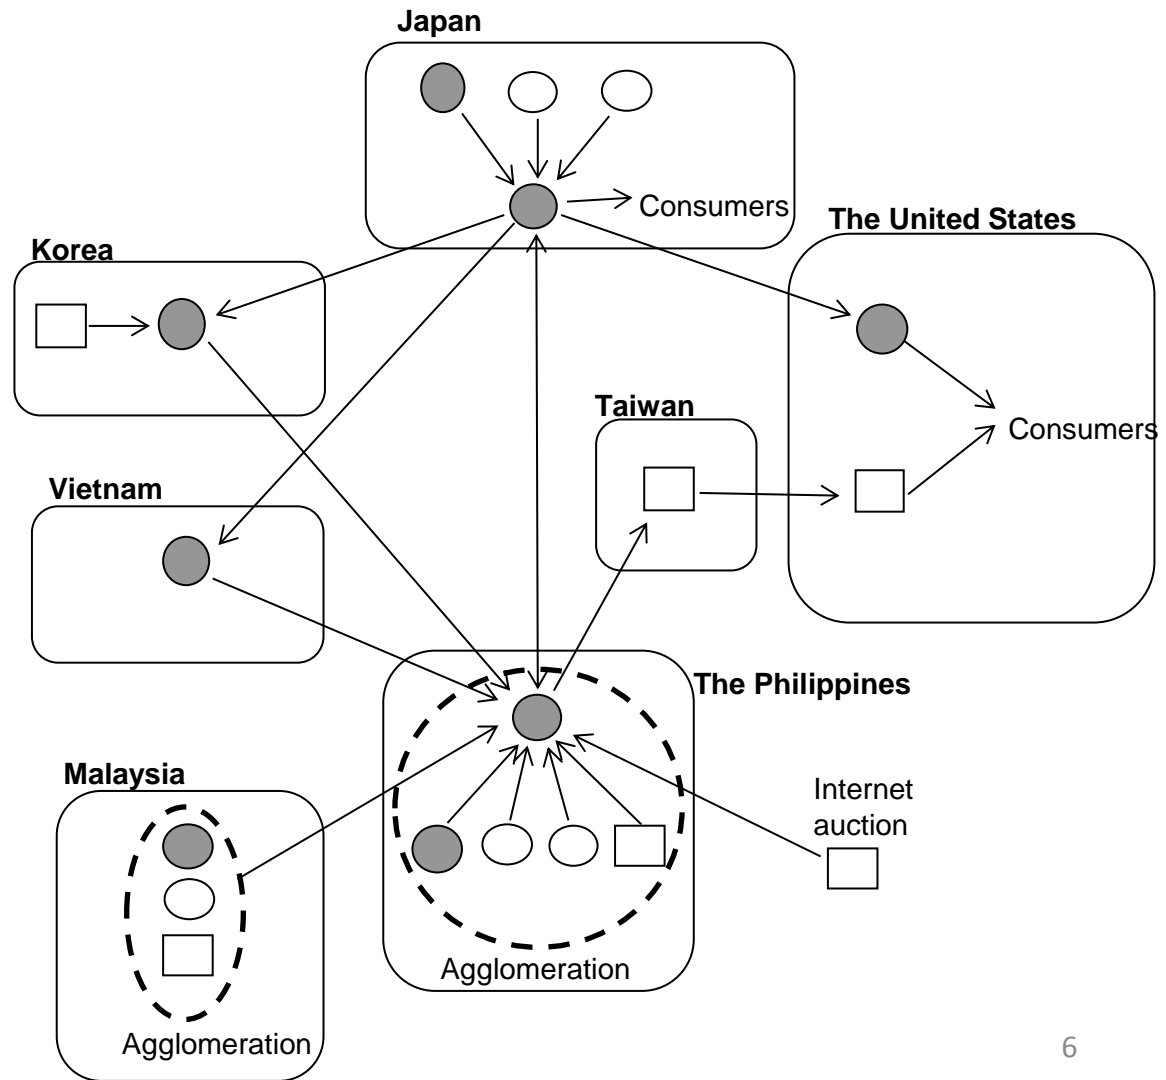 Japan
Consumers
The United States
Korea
Taiwan
Consumers
Vietnam
The Philippines
Malaysia
Internet
auction
Agglomeration
Agglomeration
6